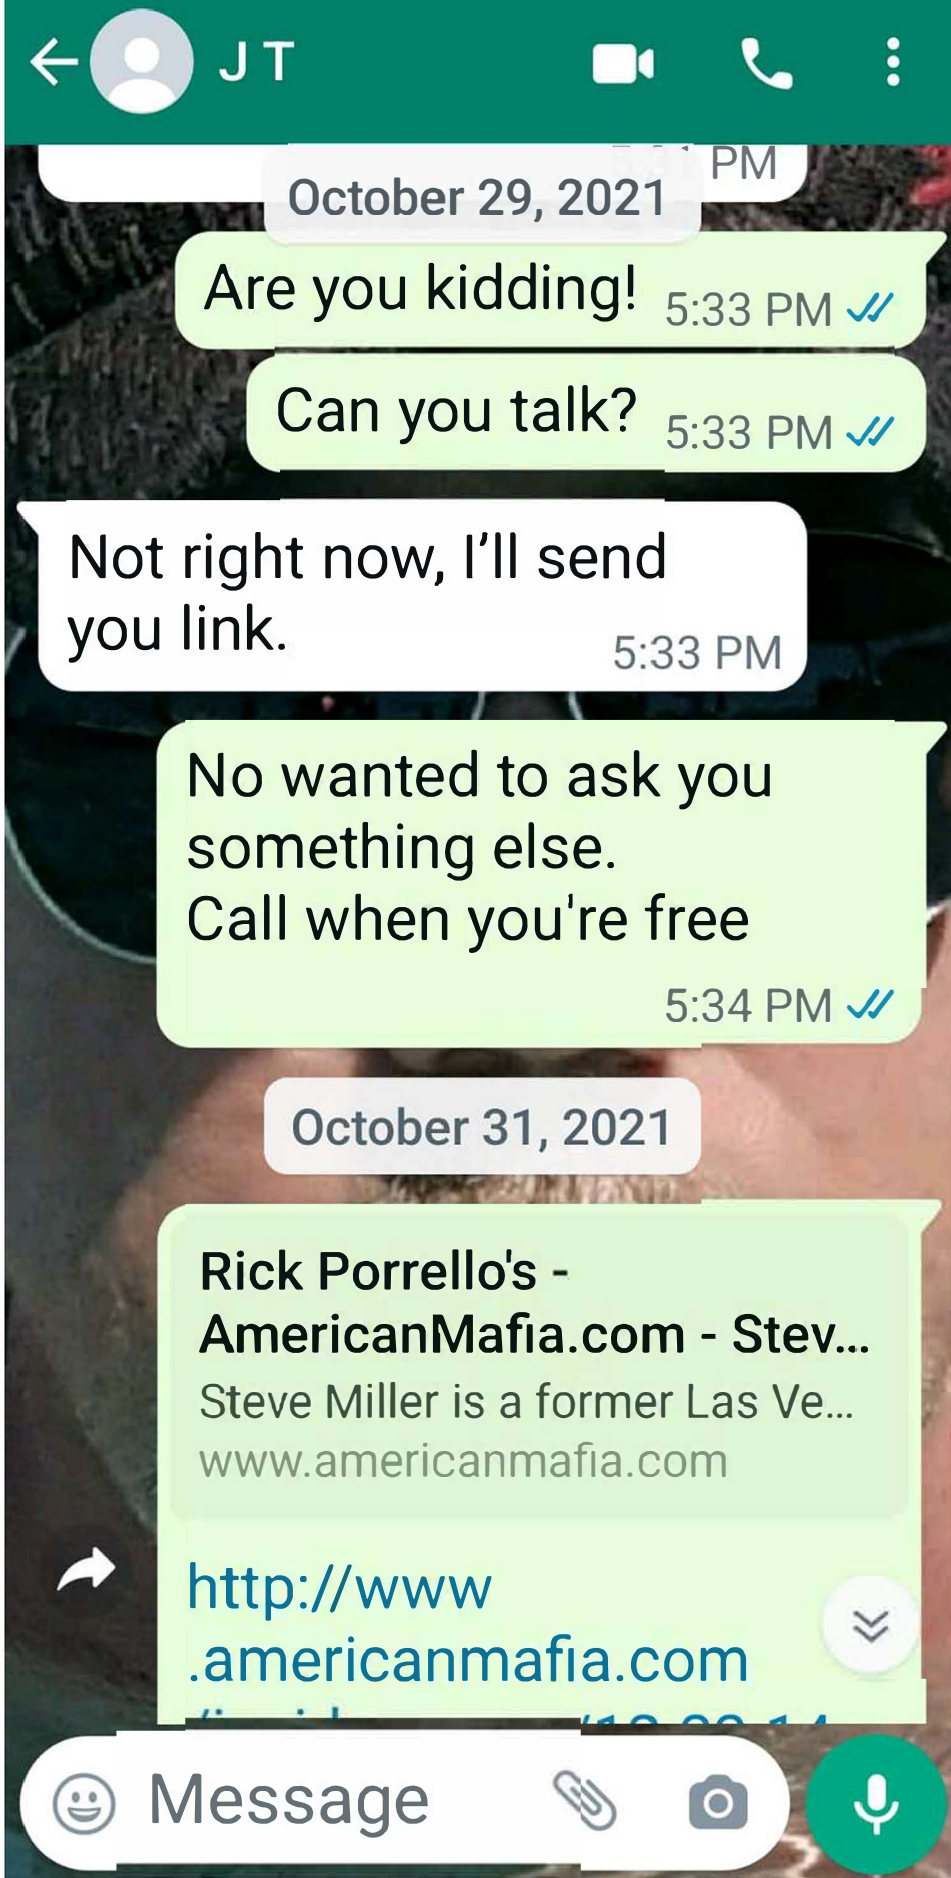 J T
PM
October 29, 2021
Are you kidding! 5:33 PM
Can you talk? 5:33 PM
Not right now, I’ll send
you link.
5:33 PM
No wanted to ask you
something else.
Call when you're free
5:34 PM
October 31, 2021
Rick Porrello's -
AmericanMafia.com - Stev...
Steve Miller is a former Las Ve...
www.americanmafia.com
http://www
.americanmafia.com
Message